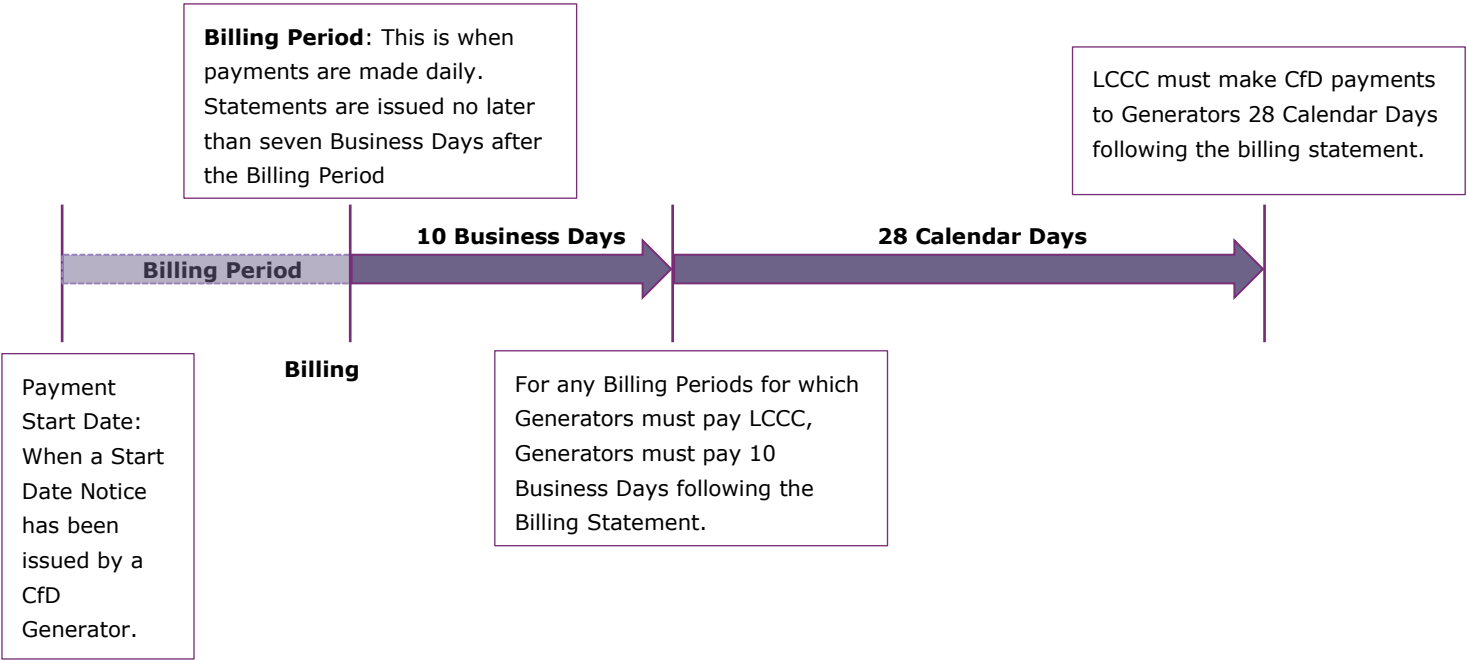 Billing Period: This is when
payments are made daily.
Statements are issued no later
than seven Business Days after
the Billing Period
LCCC must make CfD payments
to Generators 28 Calendar Days
following the billing statement.
10 Business Days
28 Calendar Days
Billing Period
Payment
Start Date:
When a Start
Date Notice
has been
issued by a
CfD
Generator.
Billing
For any Billing Periods for which
Generators must pay LCCC,
Generators must pay 10
Business Days following the
Billing Statement.